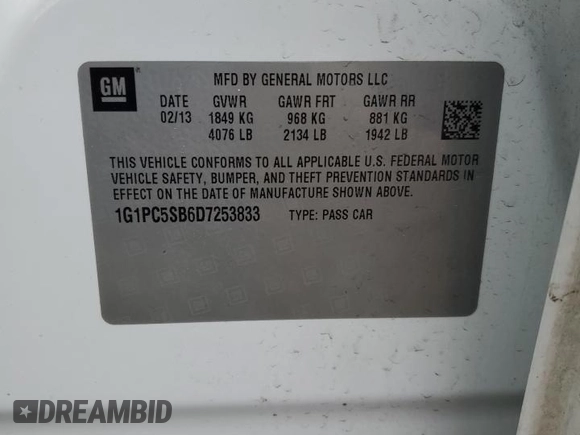 GM
MFD BY GENERAL MOTORS LLC
DATE GVWR GAWR FRT GAWR RR
02/13 1849 KG 968 KG 881 KG
4076 LB 2134 LB 1942 LB
THIS VEHICLE CONFORMS TO ALL APPLICABLE U.S. FEDERAL MOTOR
VEHICLE SAFETY, BUMPER, AND THEFT PREVENTION STANDARDS IN
EFFECT ON THE DATE OF MANUFACTURE SHOWN ABOVE.
1G1PC5SB6D7253833 TYPE: PASS CAR
DREAMBID